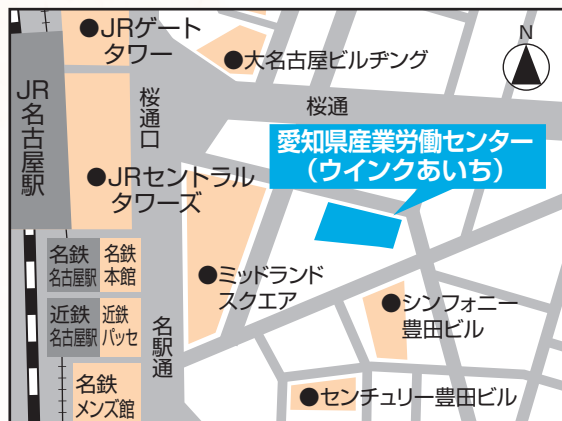 ●JRゲート
タワー
●大名古屋ビルヂング
N
JR名古屋駅
桜通口
桜通
愛知県産業労働センター
（ウインクあいち）
●JRセントラル
タワーズ
名鉄
名古屋駅
名鉄
本館
●ミッドランド
スクエア
近鉄
名古屋駅
近鉄
パッセ
名駅通
●シンフォニー
豊田ビル
名鉄
メンズ館
●センチュリー豊田ビル